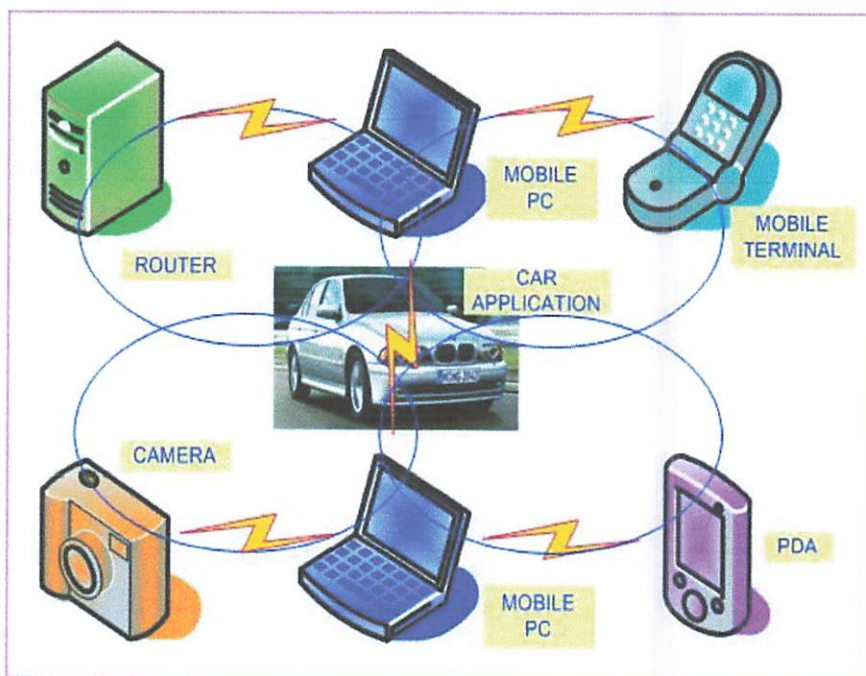 MOBILE
PC
MOBILE
TERMINAL
ROUTER
CAR
APPLICATION
CAMERA
PDA
MOBILE
PC